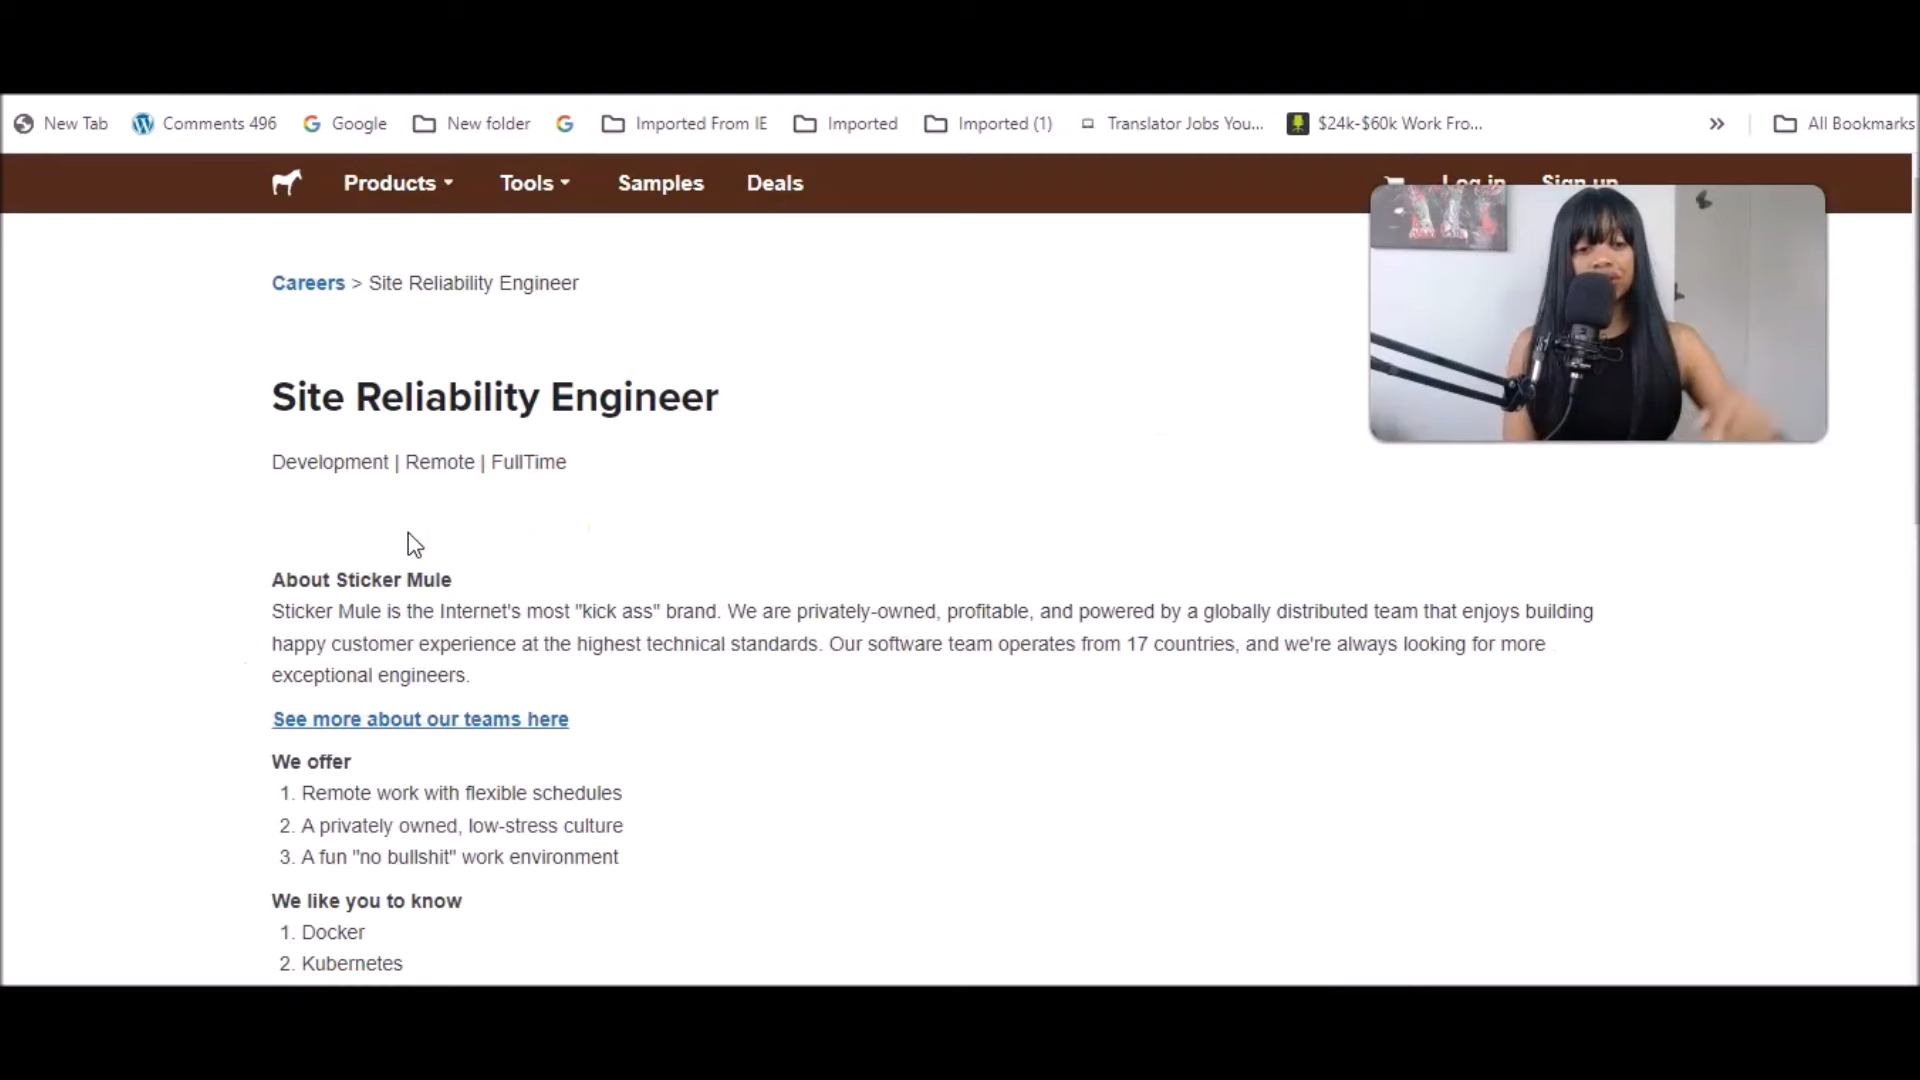 New Tab Comments 496 Google New folder Imported From IE Imported Imported (1) Translator Jobs You... $24k-$60k Work Fro... » All Bookmarks
Products Tools Samples Deals Log in Sign up
Careers > Site Reliability Engineer
Site Reliability Engineer
Development | Remote | FullTime
About Sticker Mule
Sticker Mule is the Internet's most "kick ass" brand. We are privately-owned, profitable, and powered by a globally distributed team that enjoys building
happy customer experience at the highest technical standards. Our software team operates from 17 countries, and we're always looking for more
exceptional engineers.
See more about our teams here
We offer
1. Remote work with flexible schedules
2. A privately owned, low-stress culture
3. A fun "no bullshit" work environment
We like you to know
1. Docker
2. Kubernetes